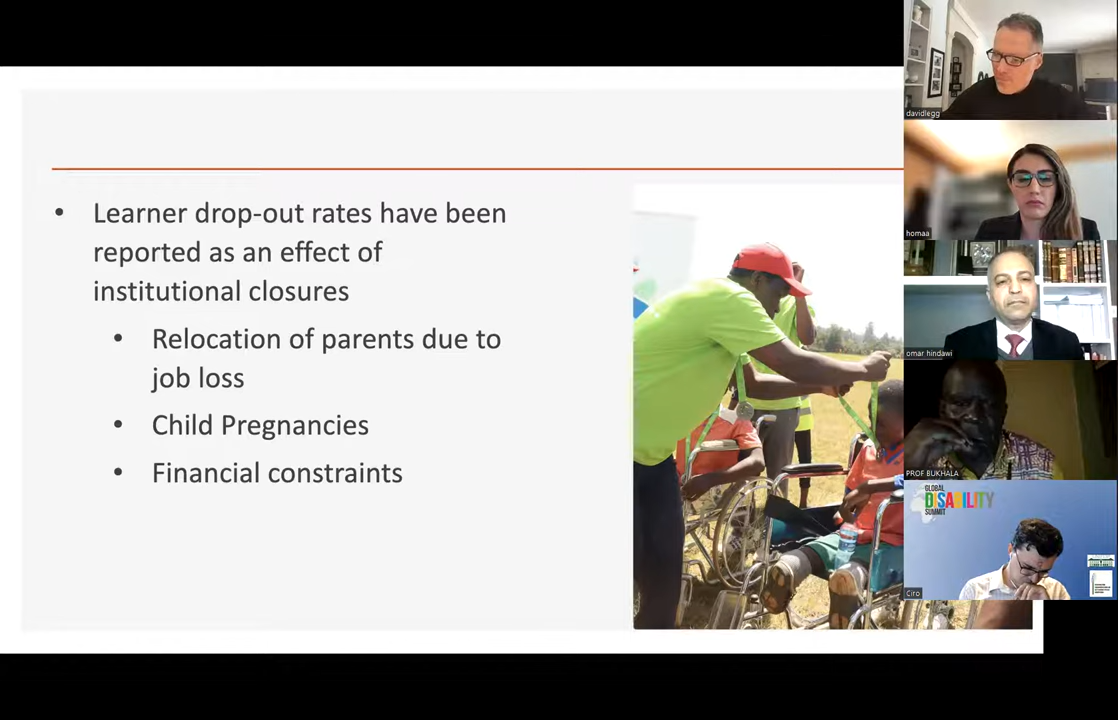 • Learner drop-out rates have been
reported as an effect of
institutional closures
• Relocation of parents due to
job loss
• Child Pregnancies
• Financial constraints
davidlegg
homaa
omar hindawi
PROF BUKHALA
GLOBAL
DISABILITY
SUMMIT
Ciro